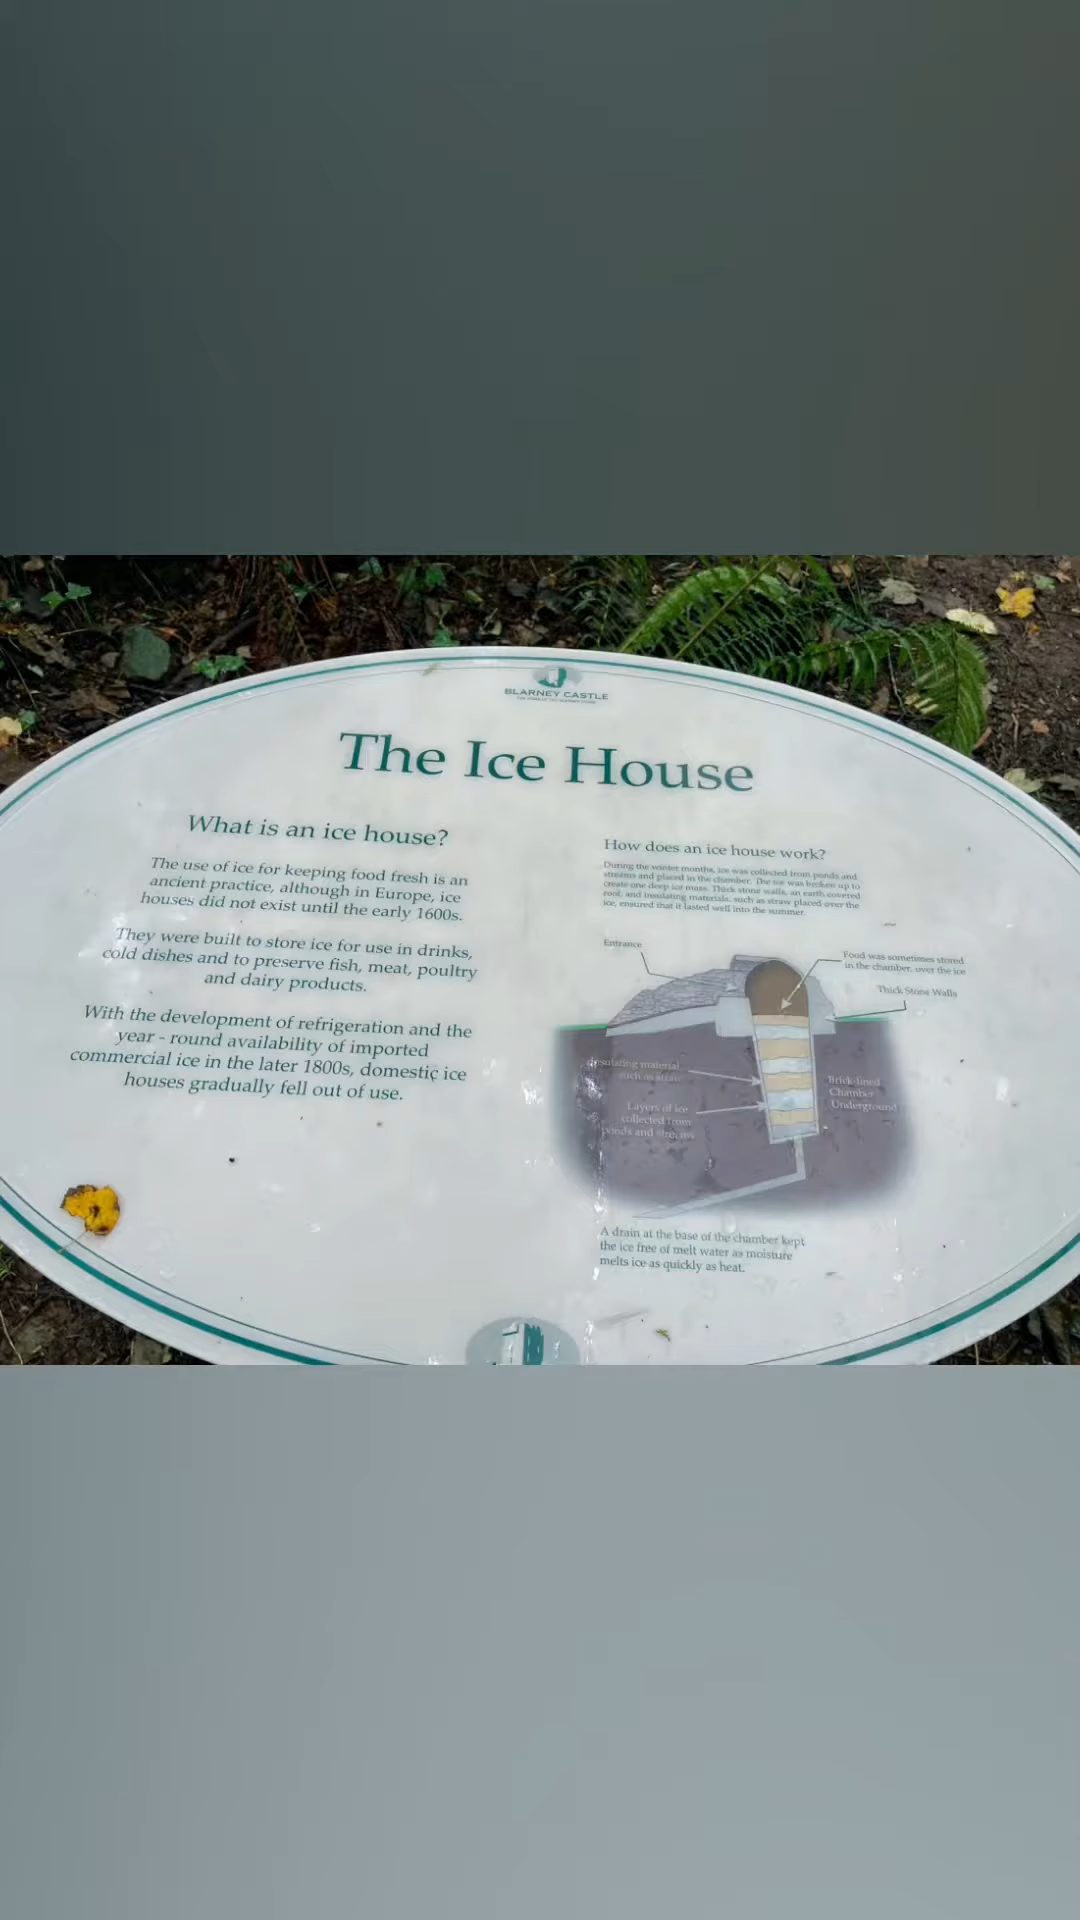 BLARNEY CASTLE
The Ice House
What is an ice house?
The use of ice for keeping food fresh is an
ancient practice, although in Europe, ice
houses did not exist until the early 1600s.
They were built to store ice for use in drinks,
cold dishes and to preserve fish, meat, poultry
and dairy products.
With the development of refrigeration and the
year - round availability of imported
commercial ice in the later 1800s, domestic ice
houses gradually fell out of use.
How does an ice house work?
During the winter months, ice was collected from ponds and
streams and placed in the chamber. The ice was broken up to
create one deep ice mass. Thick stone walls, an earth covered
roof, and insulating materials, such as straw placed over the
ice, ensured that it lasted well into the summer.
Entrance
Food was sometimes stored
in the chamber, over the ice
Thick Stone Walls
Insulating material
such as straw
Layers of ice
collected from
ponds and streams
Brick-lined
Chamber
Underground
A drain at the base of the chamber kept
the ice free of melt water as moisture
melts ice as quickly as heat.